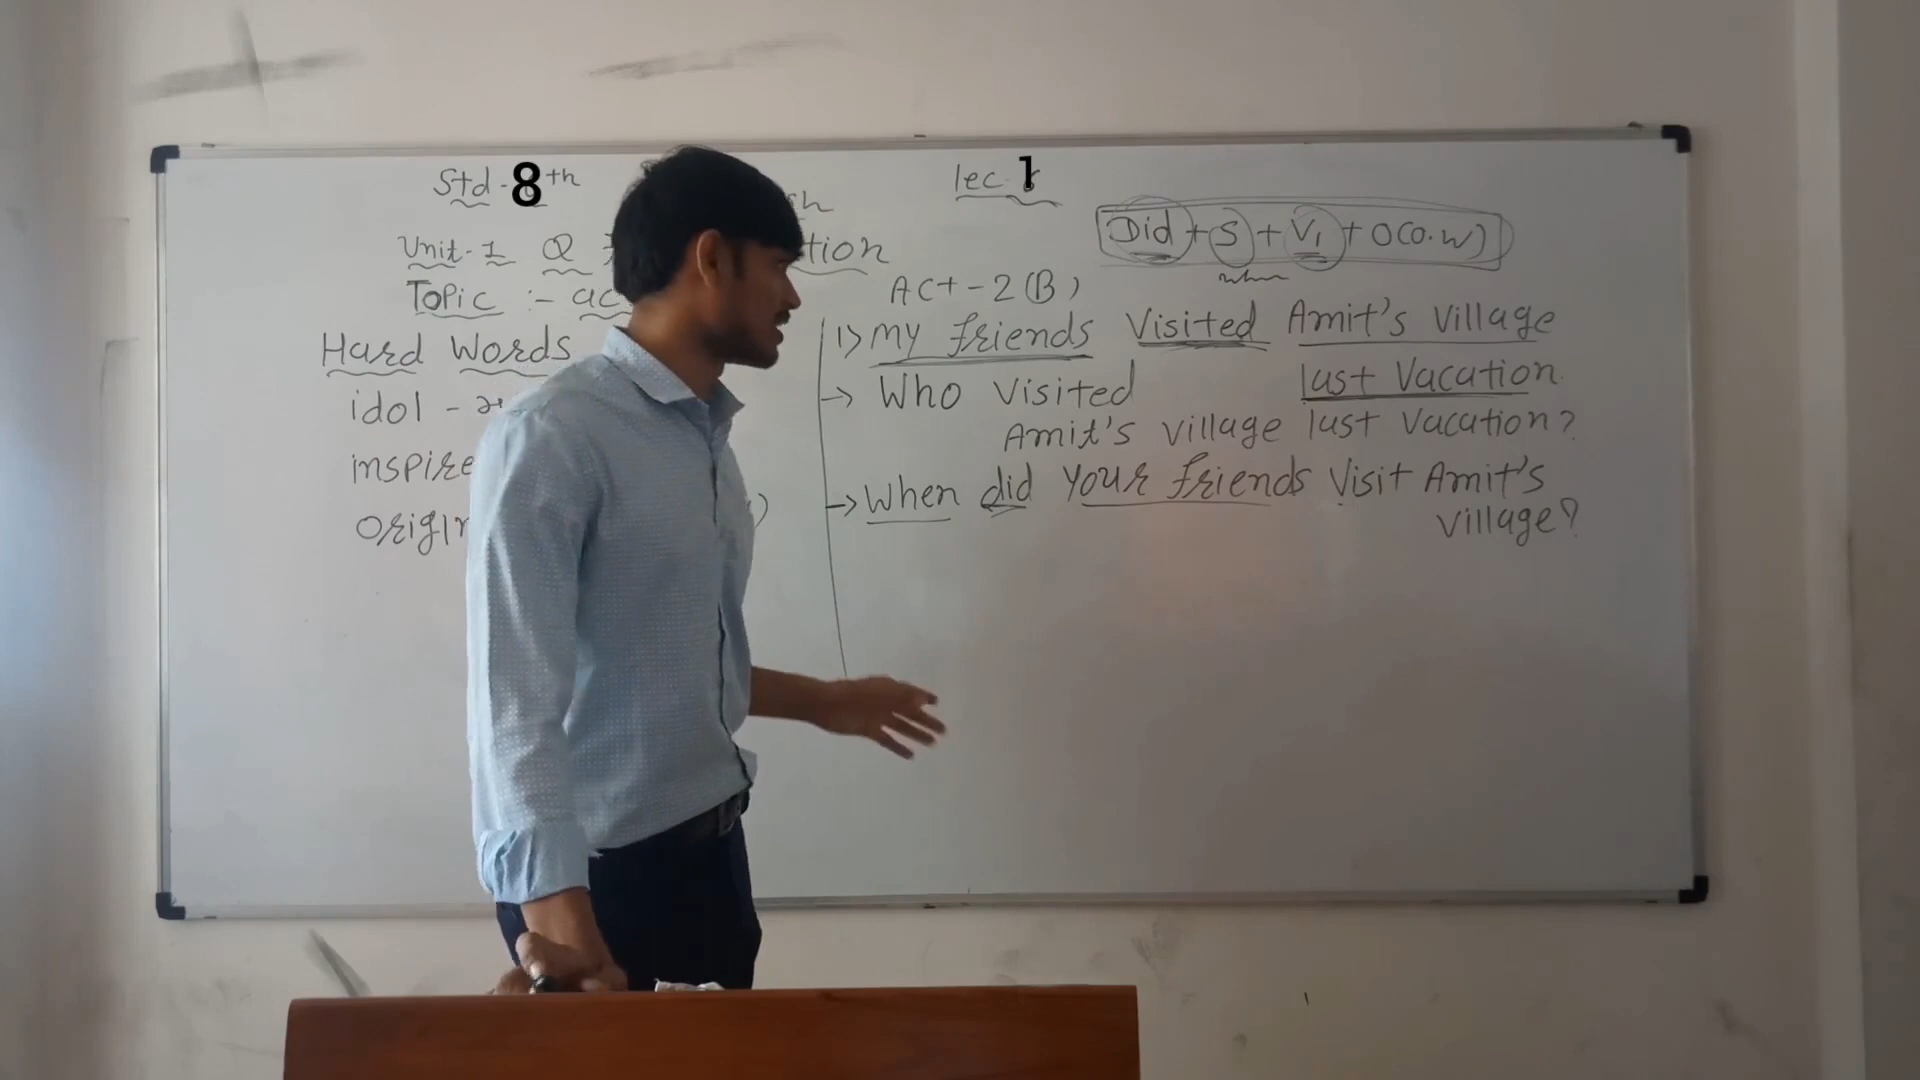 Std - 8th
lec 1
Unit-1 Q
tion
Topic :- ac
Hard Words
idol -
inspire
Did + S + V1 + O(O.W)
when
Act - 2 (B)
1) My friends Visited Amit's Village
last Vacation.
→ Who Visited
Amit's village last Vacation?
→ When did your friends Visit Amit's
village?